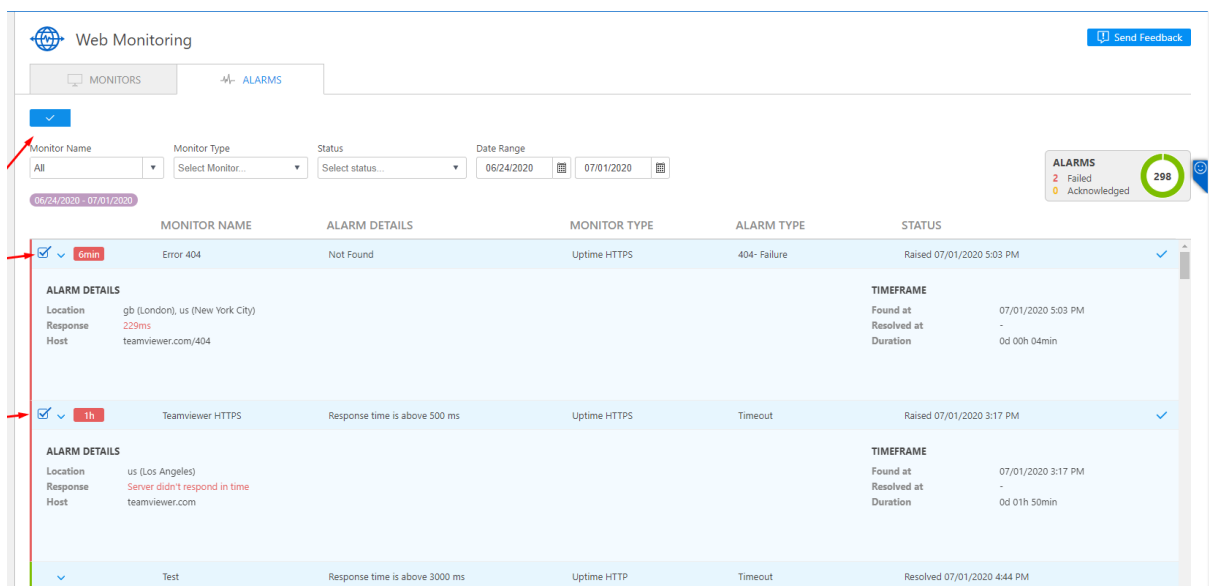 Web Monitoring
Send Feedback
MONITORS ALARMS
Monitor Name Monitor Type Status Date Range
All Select Monitor... Select status... 06/24/2020 07/01/2020
ALARMS
2 Failed
0 Acknowledged
298
06/24/2020 - 07/01/2020
MONITOR NAME ALARM DETAILS MONITOR TYPE ALARM TYPE STATUS
6min Error 404 Not Found Uptime HTTPS 404- Failure Raised 07/01/2020 5:03 PM
ALARM DETAILS TIMEFRAME
Location gb (London), us (New York City) Found at 07/01/2020 5:03 PM
Response 229ms Resolved at -
Host teamviewer.com/404 Duration 0d 00h 04min
1h Teamviewer HTTPS Response time is above 500 ms Uptime HTTPS Timeout Raised 07/01/2020 3:17 PM
ALARM DETAILS TIMEFRAME
Location us (Los Angeles) Found at 07/01/2020 3:17 PM
Response Server didn't respond in time Resolved at -
Host teamviewer.com Duration 0d 01h 50min
Test Response time is above 3000 ms Uptime HTTP Timeout Resolved 07/01/2020 4:44 PM